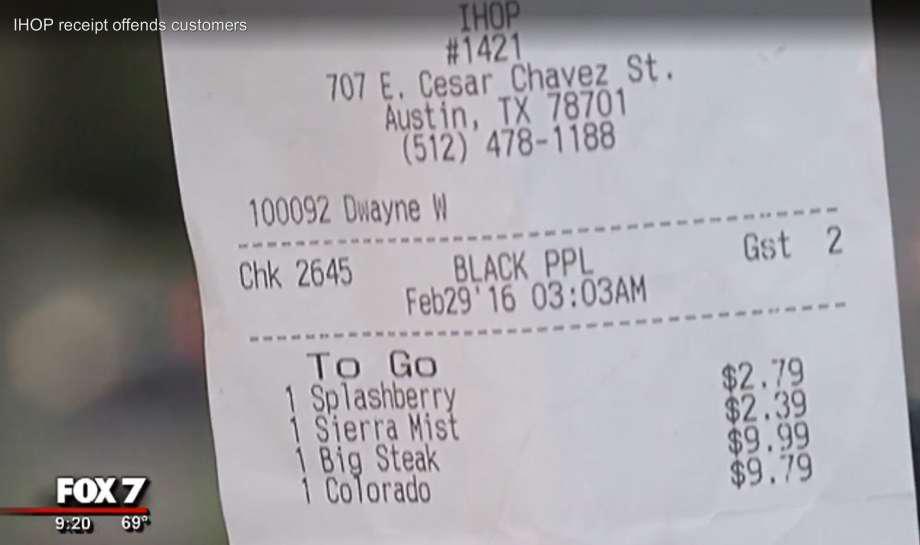 IHOP receipt offends customers
IHOP
#1421
707 E. Cesar Chavez St.
Austin, TX 78701
(512) 478-1188
100092 Dwayne W
Chk 2645 BLACK PPL Gst 2
Feb29'16 03:03AM
To Go
1 Splashberry $2.79
1 Sierra Mist $2.39
1 Big Steak $9.99
1 Colorado $9.79
FOX 7
9:20 69°